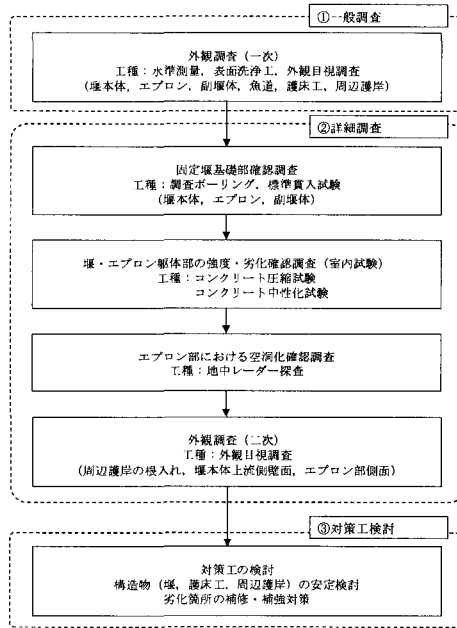 ①一般調査
外観調査（一次）
工種：水準測量，表面洗浄工，外観目視調査
（堰本体，エプロン，副堰体，魚道，護床工，周辺護岸）
②詳細調査
固定堰基礎部確認調査
工種：調査ボーリング，標準貫入試験
（堰本体，エプロン，副堰体）
堰・エプロン躯体部の強度・劣化確認調査（室内試験）
工種：コンクリート圧縮試験
コンクリート中性化試験
エプロン部における空洞化確認調査
工種：地中レーダー探査
外観調査（二次）
工種：外観目視調査
（周辺護岸の根入れ，堰本体上流側壁面，エプロン部側面）
③対策工検討
対策工の検討
構造物（堰，護床工，周辺護岸）の安定検討
劣化箇所の補修・補強対策